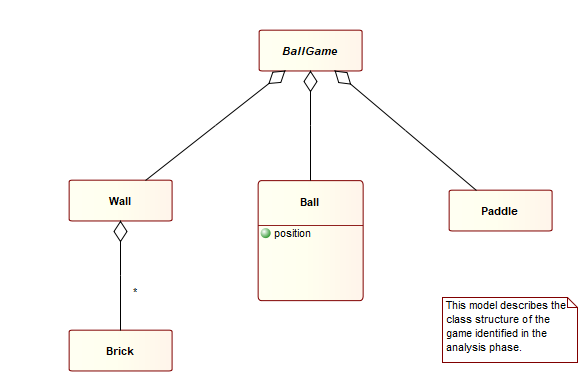 BallGame
Wall
Ball
position
Paddle
*
Brick
This model describes the
class structure of the
game identified in the
analysis phase.